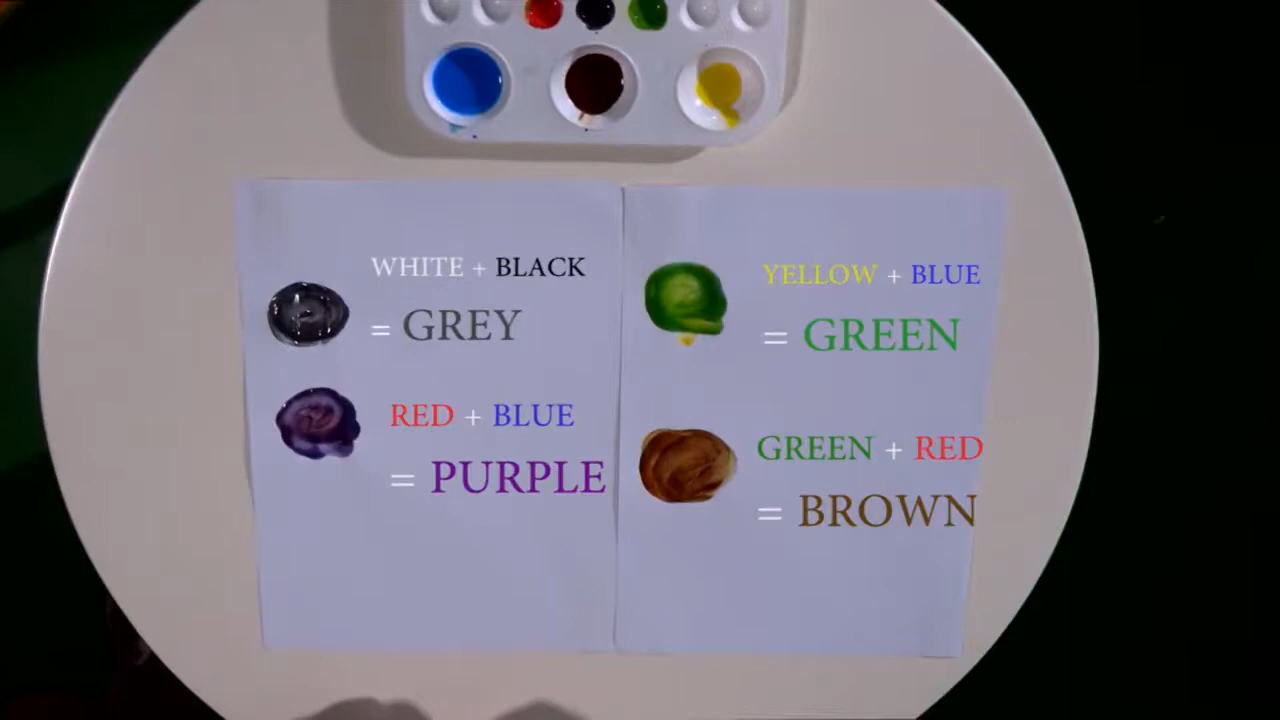 WHITE + BLACK
= GREY
RED + BLUE
= PURPLE
YELLOW + BLUE
= GREEN
GREEN + RED
= BROWN